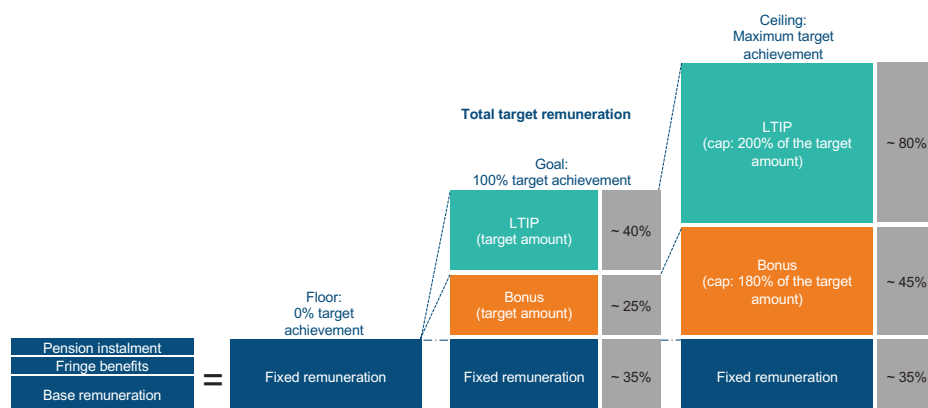 Ceiling:
Maximum target
achievement
Total target remuneration
LTIP
(cap: 200% of the target
amount)
~ 80%
Goal:
100% target achievement
LTIP
(target amount)
~ 40%
Bonus
(cap: 180% of the target
amount)
~ 45%
Floor:
0% target
achievement
Bonus
(target amount)
~ 25%
Pension instalment
Fringe benefits
Base remuneration
=
Fixed remuneration
Fixed remuneration
~ 35%
Fixed remuneration
~ 35%